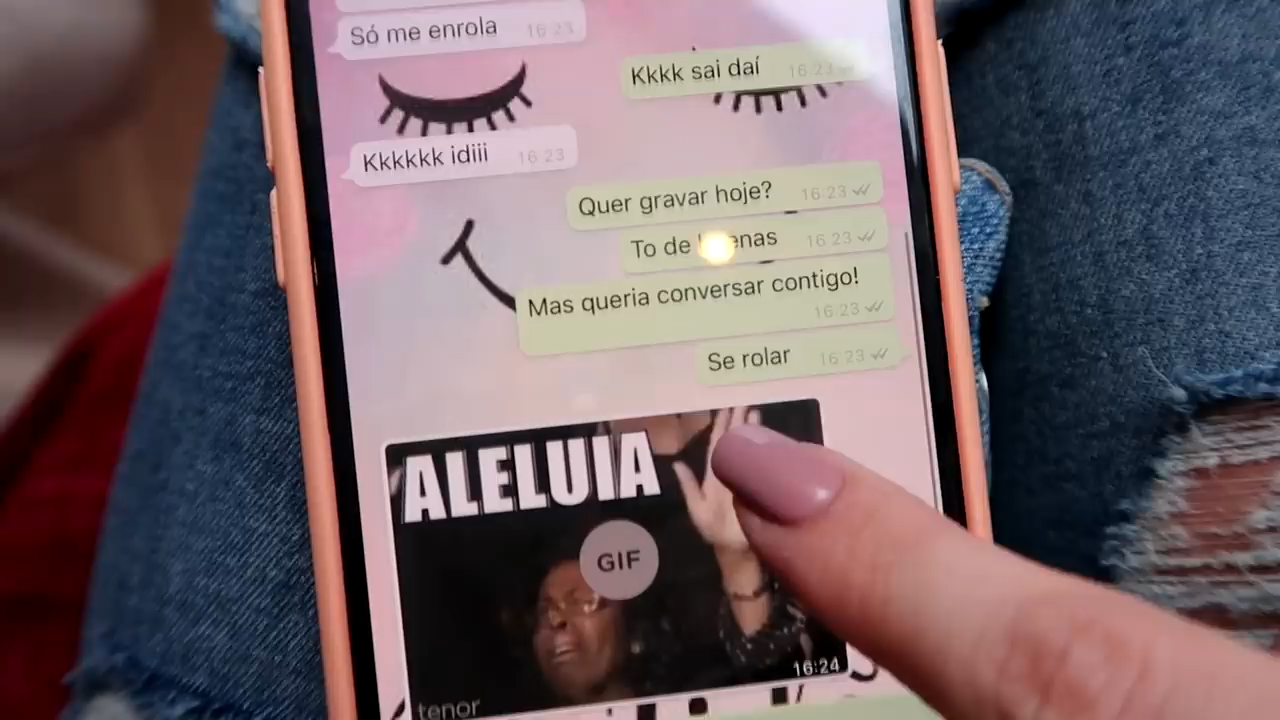 Só me enrola 16:23
Kkkk sai daí 16:23
Kkkkkk idiii 16:23
Quer gravar hoje? 16:23
To de 16:23
Mas queria conversar contigo!
16:23
Se rolar 16:23
ALELUIA
GIF
16:24
tenor